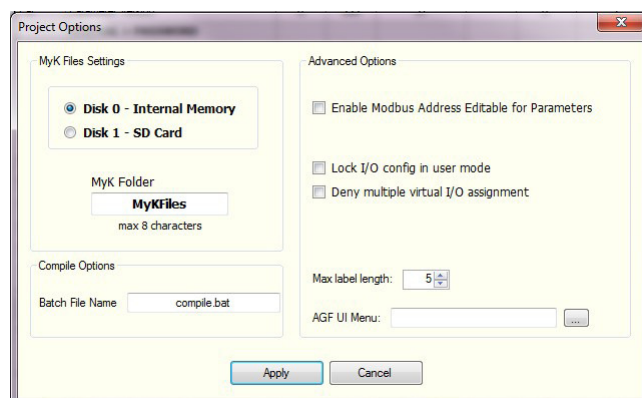 Project Options
MyK Files Settings
Disk 0 - Internal Memory
Disk 1 - SD Card
MyK Folder
MyKFiles
max 8 characters
Compile Options
Batch File Name
compile.bat
Advanced Options
Enable Modbus Address Editable for Parameters
Lock I/O config in user mode
Deny multiple virtual I/O assignment
Max label length:
5
AGF UI Menu:
...
Apply
Cancel